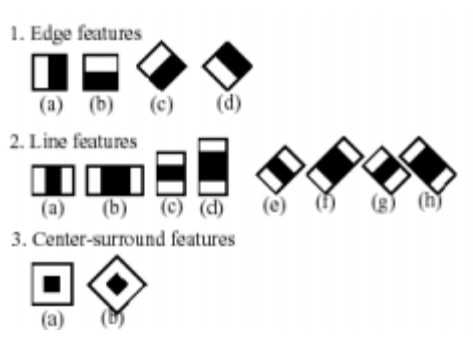 1. Edge features
(a) (b) (c) (d)
2. Line features
(a) (b) (c) (d) (e) (f) (g) (h)
3. Center-surround features
(a) (b)